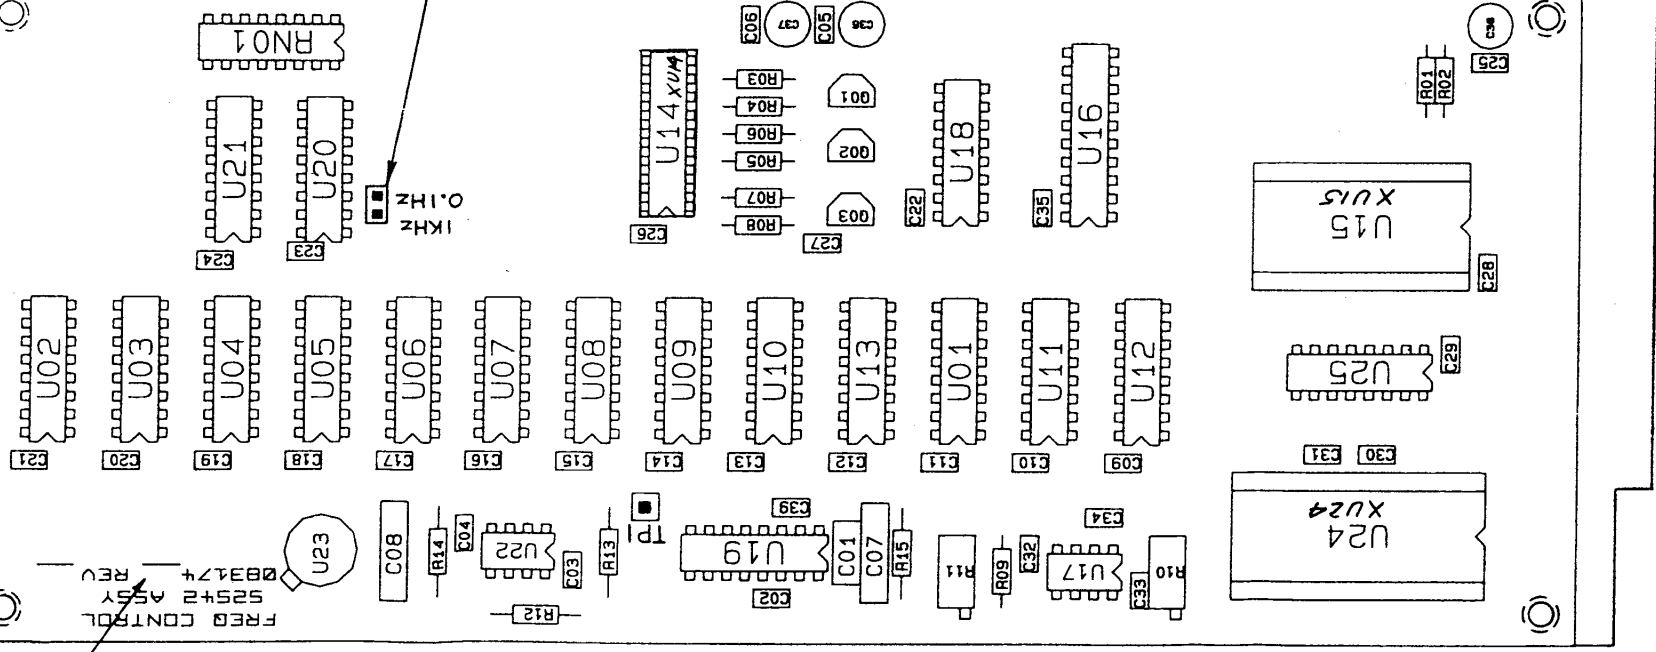 C06
C37
C05
C36
C38
C25
RN01
U14
XU14
R03
R04
R06
R05
R07
R08
Q01
Q02
Q03
U18
U16
R01
R02
U21
U20
0.1Hz
1KHz
C24
C23
C26
C27
C22
C35
XU15
U15
C28
U02
U03
U04
U05
U06
U07
U08
U09
U10
U13
U01
U11
U12
U25
C29
C21
C20
C19
C18
C17
C16
C15
C14
C13
C12
C11
C10
C09
C31
C30
U23
C08
R14
C04
U22
C03
R13
TP1
C39
U19
C01
C07
R15
R11
R09
C32
C34
U17
C33
R10
XU24
U24
R12
C02
FREQ CONTROL
52542 ASSY
083174 REV